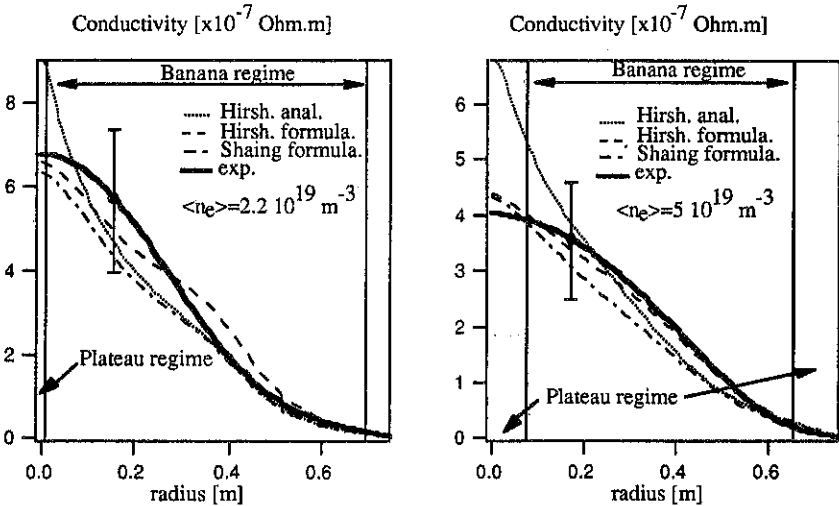 Conductivity [x10-7 Ohm.m]
Banana regime
Hirsh. anal.
Hirsh. formula.
Shaing formula.
exp.
<ne>=2.2 10 19 m-3
Plateau regime
8
6
4
2
0
0.0 0.2 0.4 0.6
radius [m]
Conductivity [x10-7 Ohm.m]
Banana regime
Hirsh. anal.
Hirsh. formula.
Shaing formula.
exp.
<ne>=5 10 19 m-3
Plateau regime
6
5
4
3
2
1
0
0.0 0.2 0.4 0.6
radius [m]